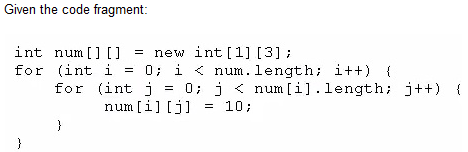 Given the code fragment:
int num[][] = new int[1][3];
for (int i = 0; i < num.length; i++) {
    for (int j = 0; j < num[i].length; j++) {
        num[i][j] = 10;
    }
}